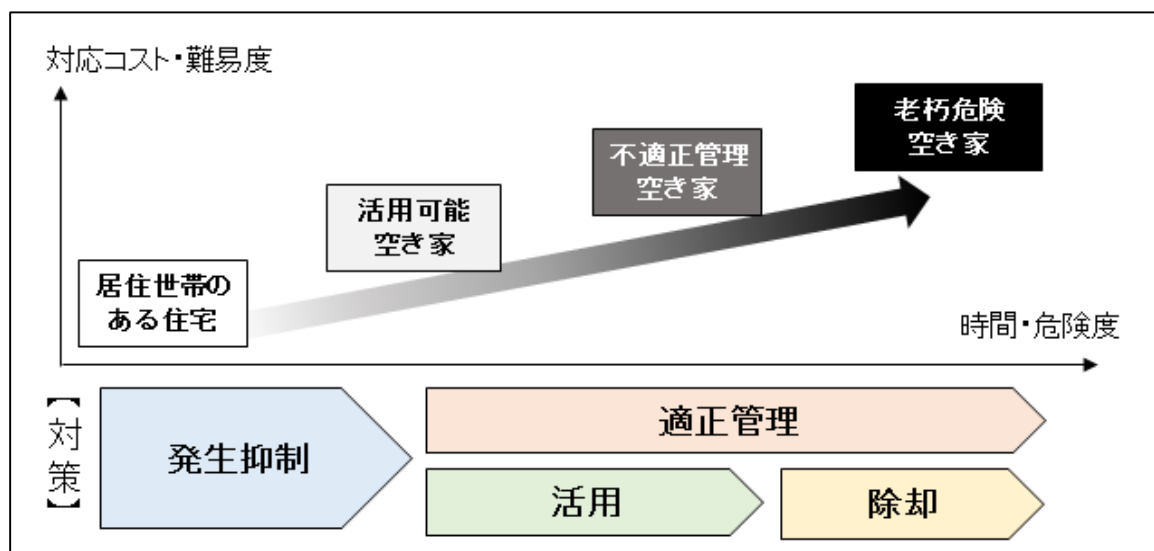 対応コスト・難易度
老朽危険
空き家
不適正管理
空き家
活用可能
空き家
居住世帯の
ある住宅
時間・危険度
【対策】
発生抑制
適正管理
活用
除却